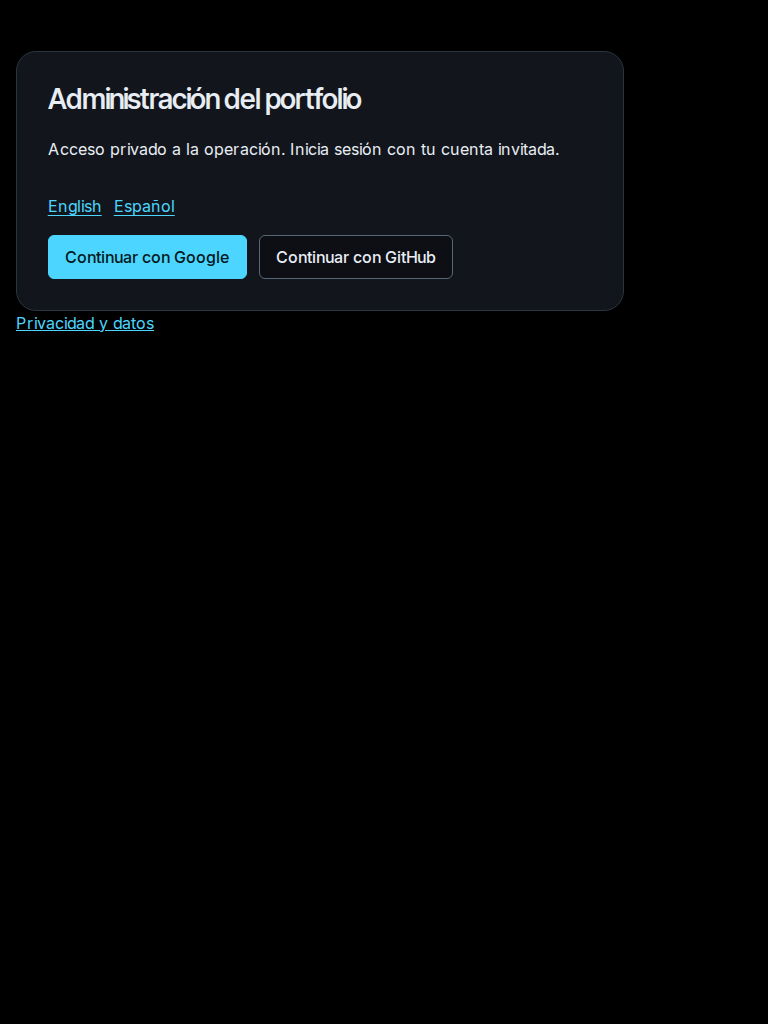 Administración del portfolio
Acceso privado a la operación. Inicia sesión con tu cuenta invitada.
English Español
Continuar con Google Continuar con GitHub
Privacidad y datos